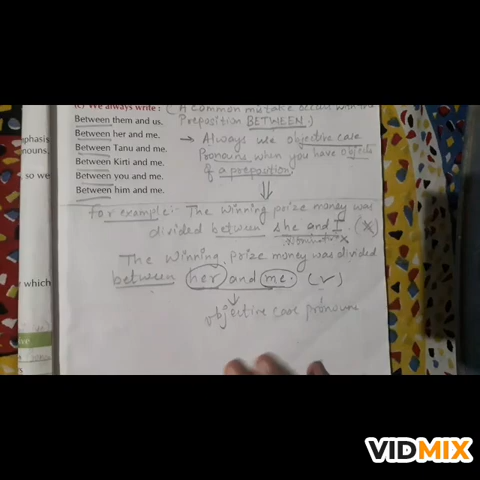 (c) We always write :
Between them and us.
Between her and me.
Between Tanu and me.
Between Kirti and me.
Between you and me.
Between him and me.
(A common mistake occur with the
Preposition BETWEEN.)
→ Always use objective case
Pronouns when you have object
of a preposition
For example:- The winning prize money was
divided between she and I. (x)
The winning prize money was divided
between her and me. (✓)
objective case pronouns
phasis
nouns,
so we
which
VIDMIX